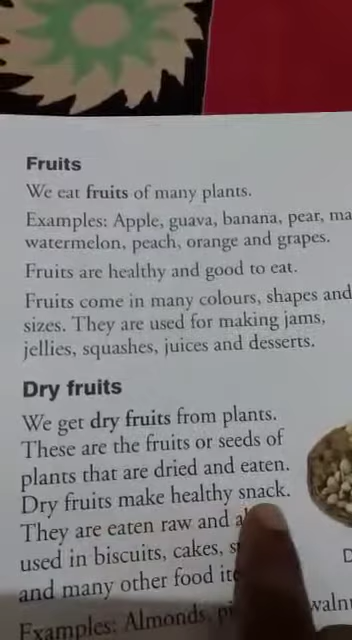 Fruits
We eat fruits of many plants.
Examples: Apple, guava, banana, pear, ma
watermelon, peach, orange and grapes.
Fruits are healthy and good to eat.
Fruits come in many colours, shapes and
sizes. They are used for making jams,
jellies, squashes, juices and desserts.
Dry fruits
We get dry fruits from plants.
These are the fruits or seeds of
plants that are dried and eaten.
Dry fruits make healthy snack.
They are eaten raw and
used in biscuits, cakes,
and many other food
D
Examples: Almonds,